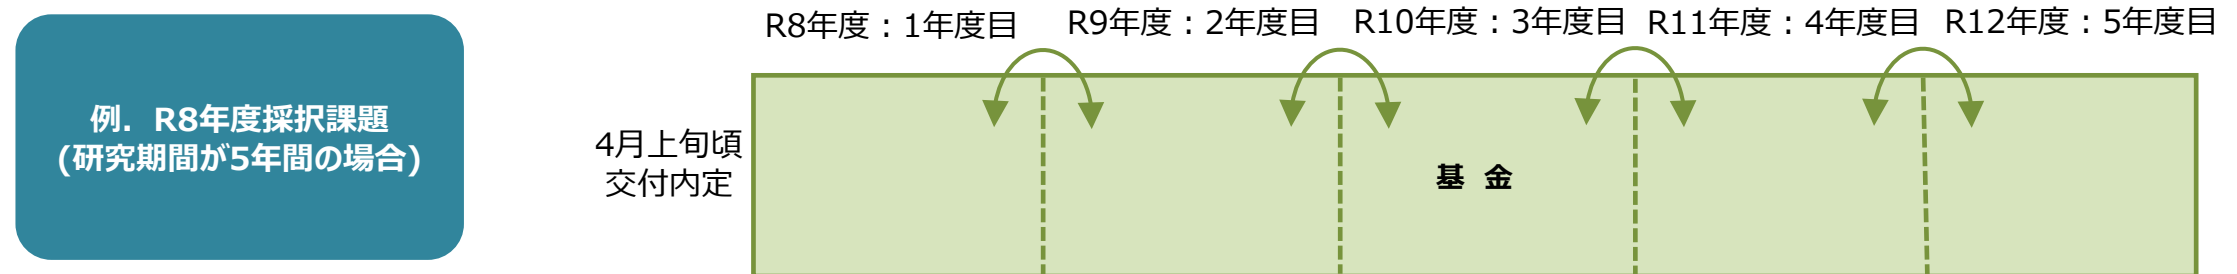 例．R8年度採択課題
(研究期間が5年間の場合)
R8年度：1年度目
R9年度：2年度目
R10年度：3年度目
R11年度：4年度目
R12年度：5年度目
4月上旬頃
交付内定
基 金